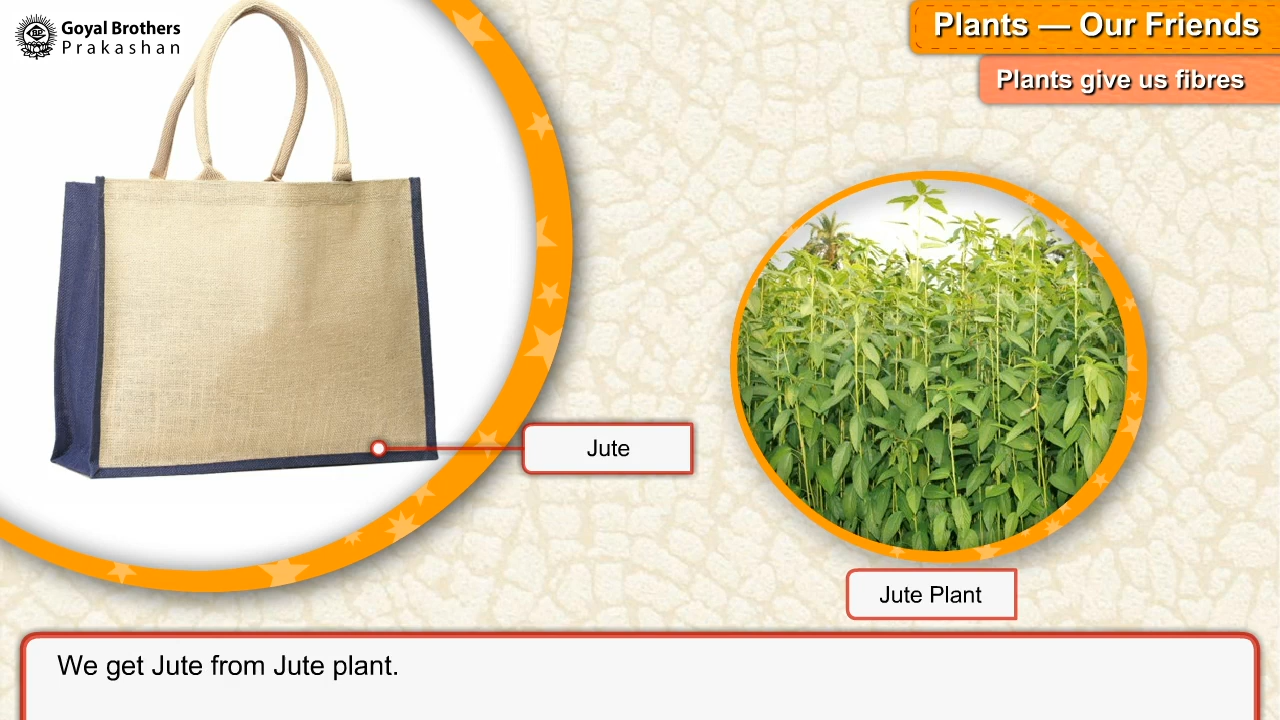 Goyal Brothers
Prakashan
Plants — Our Friends
Plants give us fibres
Jute
Jute Plant
We get Jute from Jute plant.